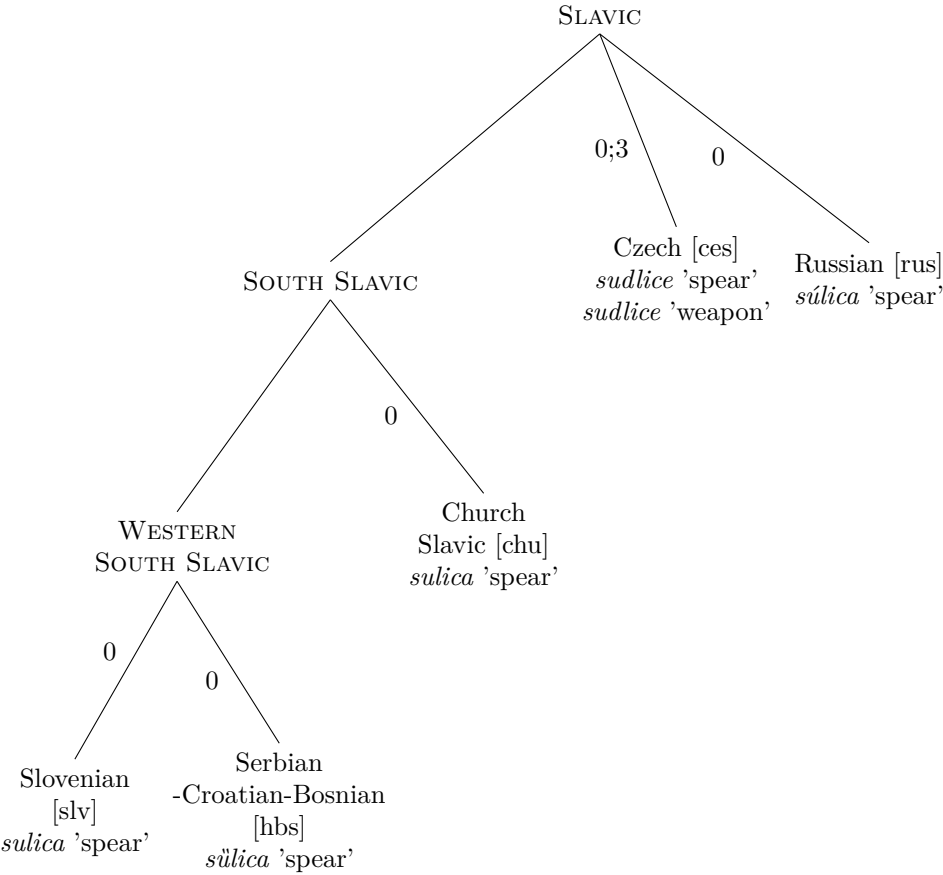 SLAVIC
0;3
0
Czech [ces]
sudlice 'spear'
sudlice 'weapon'
Russian [rus]
súlica 'spear'
SOUTH SLAVIC
0
WESTERN
SOUTH SLAVIC
Church
Slavic [chu]
sulica 'spear'
0
0
Slovenian
[slv]
sulica 'spear'
Serbian
-Croatian-Bosnian
[hbs]
sȕlica 'spear'